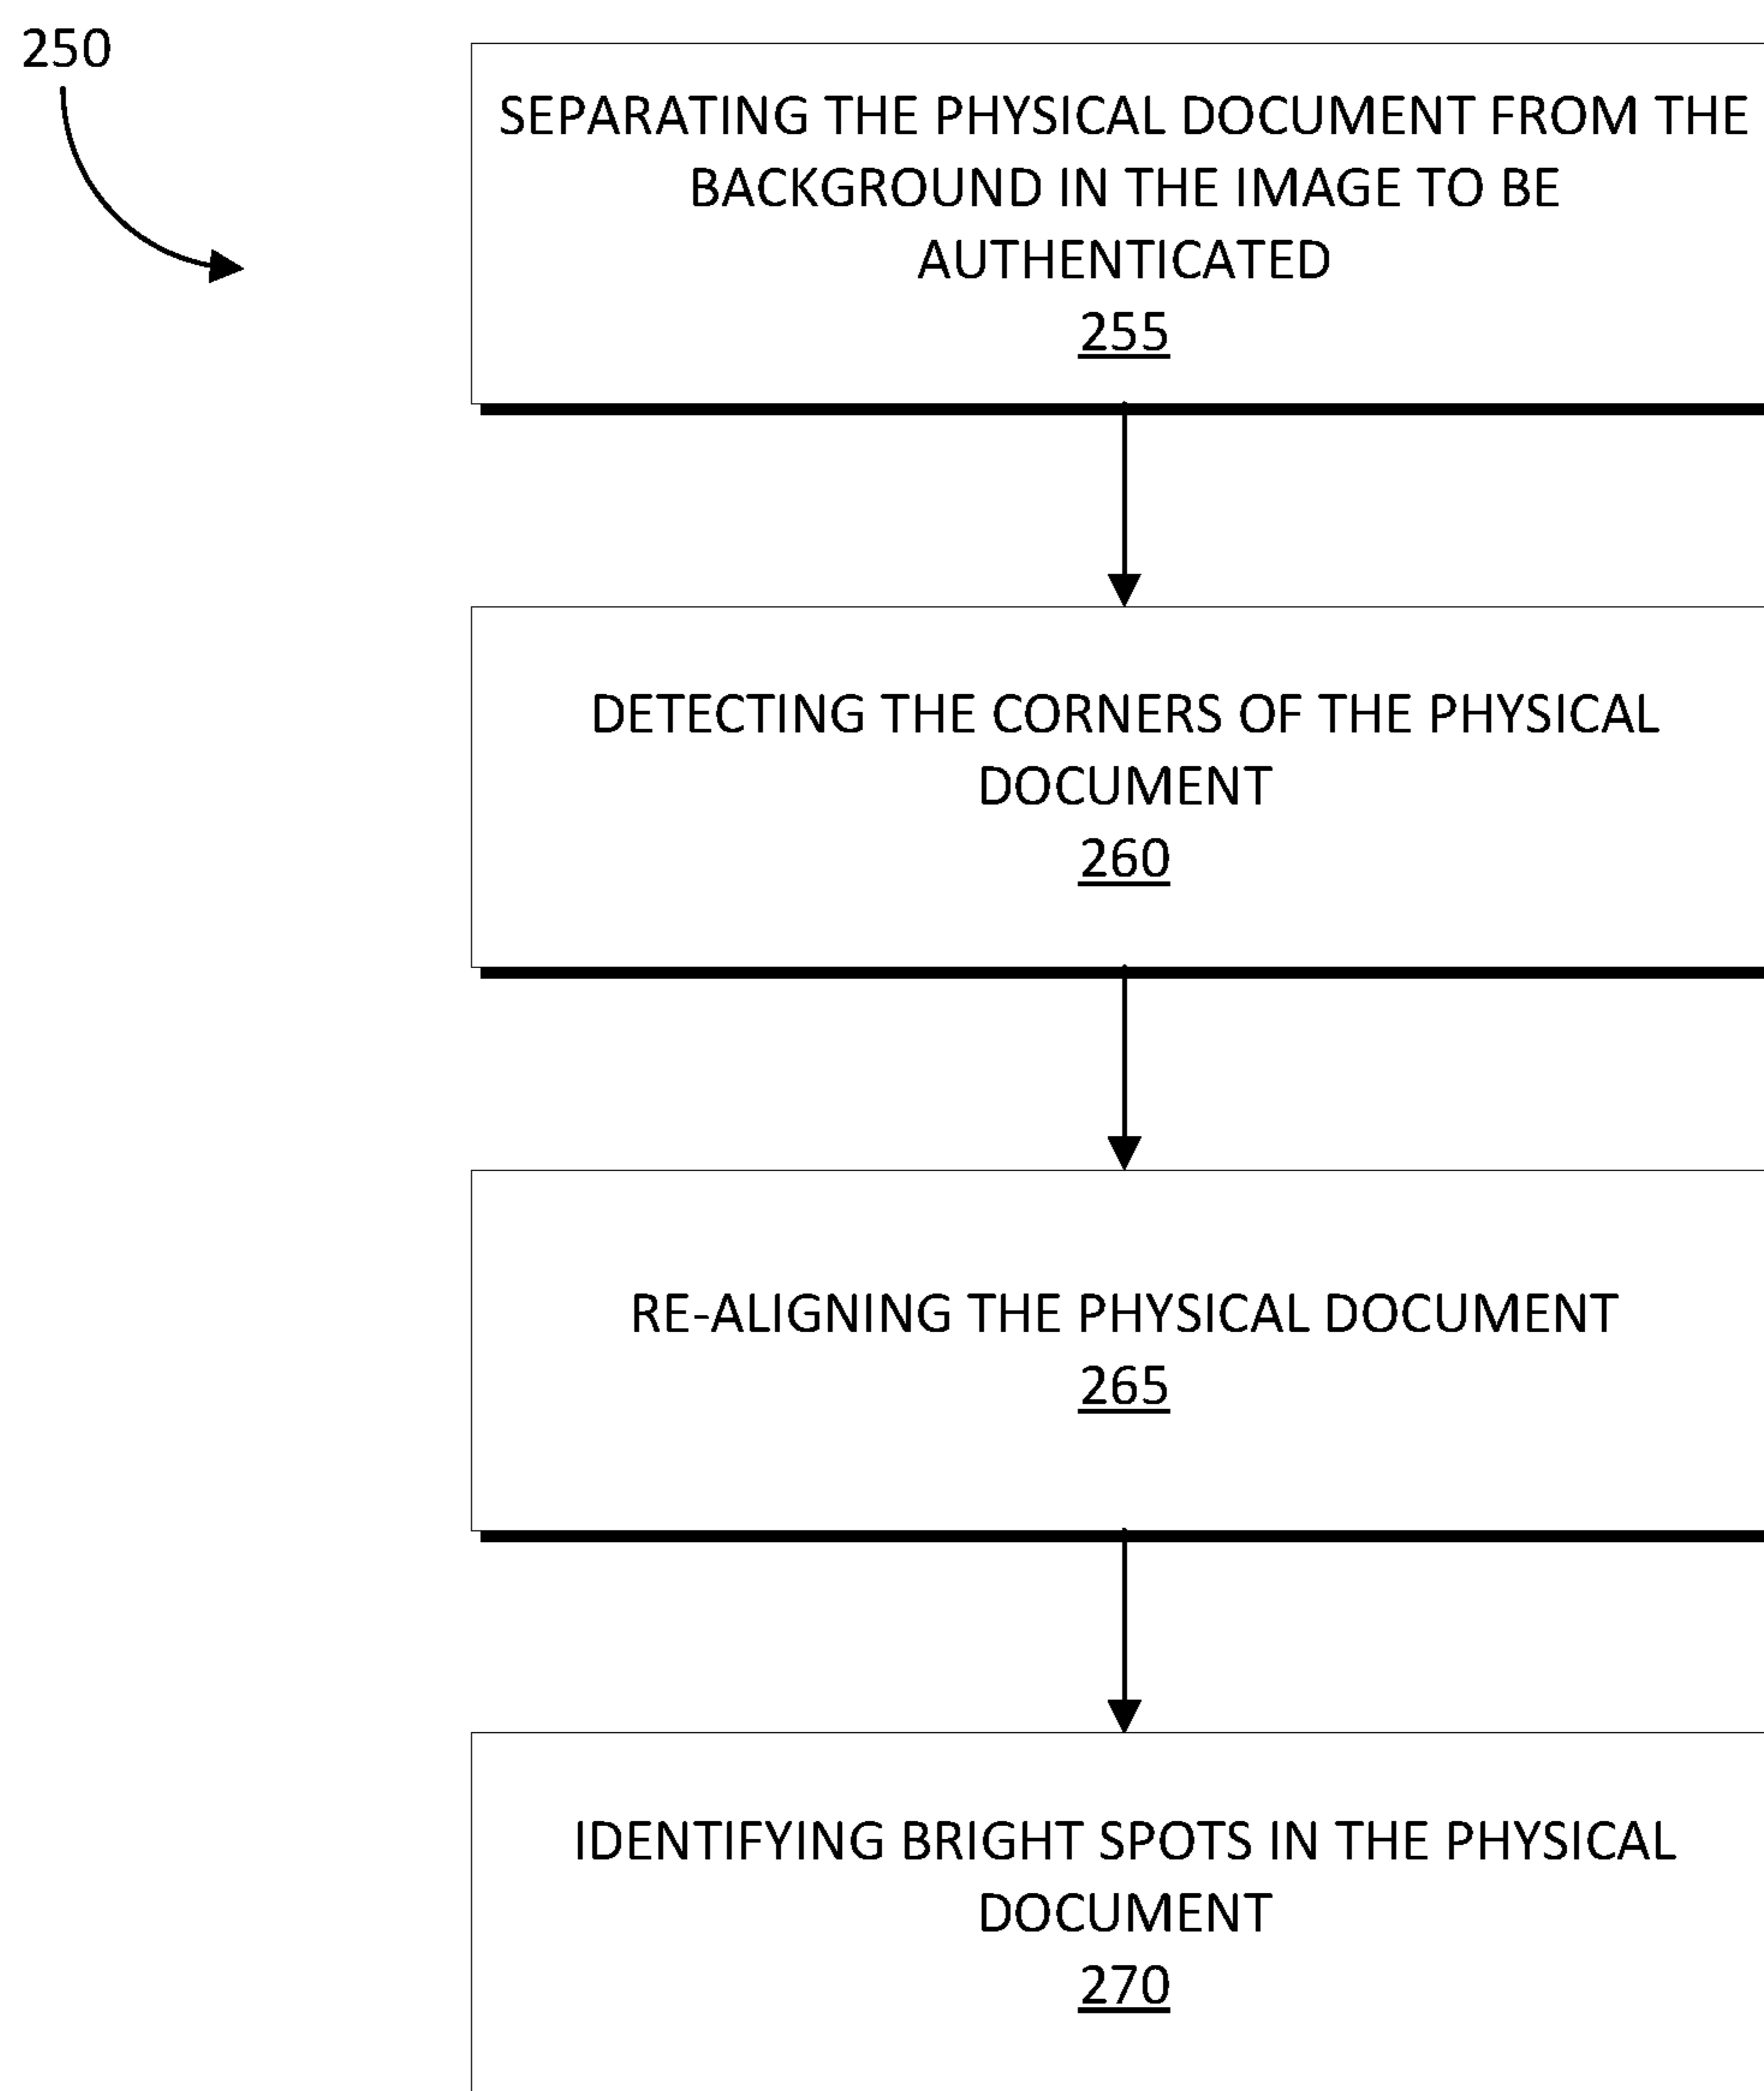 250
SEPARATING THE PHYSICAL DOCUMENT FROM THE
BACKGROUND IN THE IMAGE TO BE
AUTHENTICATED
255
DETECTING THE CORNERS OF THE PHYSICAL
DOCUMENT
260
RE-ALIGNING THE PHYSICAL DOCUMENT
265
IDENTIFYING BRIGHT SPOTS IN THE PHYSICAL
DOCUMENT
270